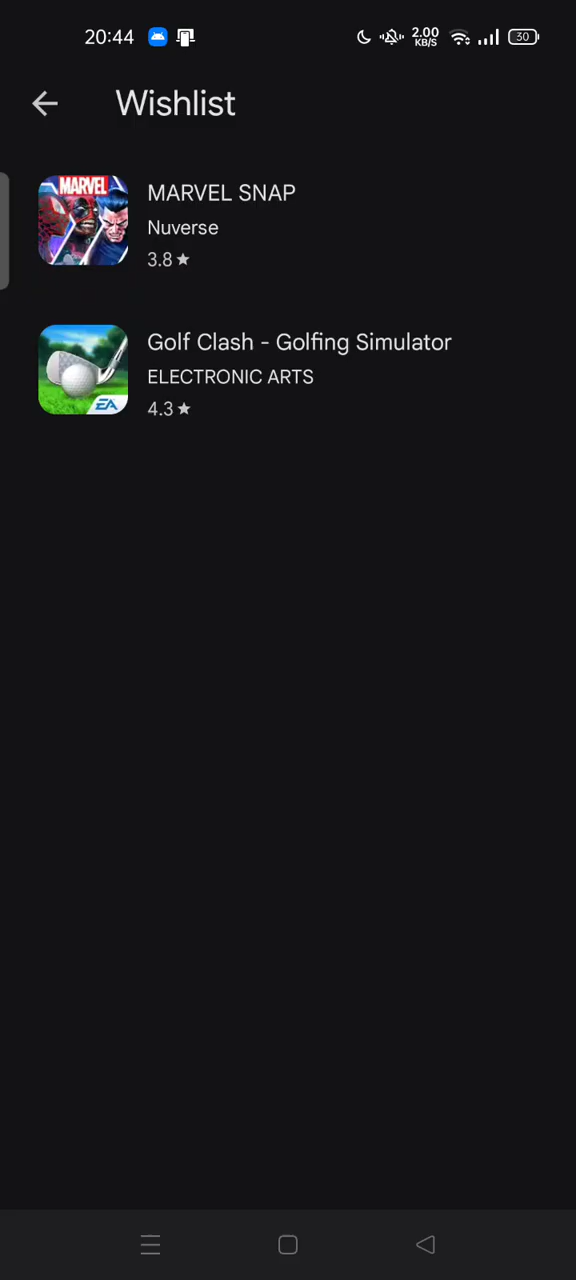 20:44
2.00
KB/S
30
Wishlist
MARVEL
MARVEL SNAP
Nuverse
3.8 ★
EA
Golf Clash - Golfing Simulator
ELECTRONIC ARTS
4.3 ★